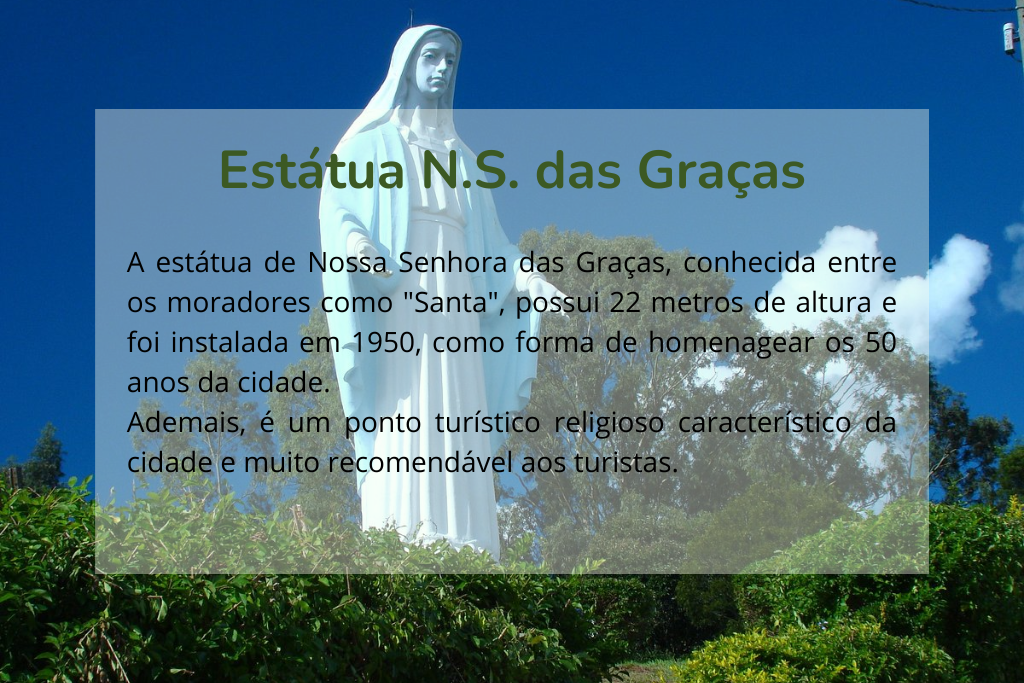 Estátua N.S. das Graças
A estátua de Nossa Senhora das Graças, conhecida entre
os moradores como "Santa", possui 22 metros de altura e
foi instalada em 1950, como forma de homenagear os 50
anos da cidade.
Ademais, é um ponto turístico religioso característico da
cidade e muito recomendável aos turistas.